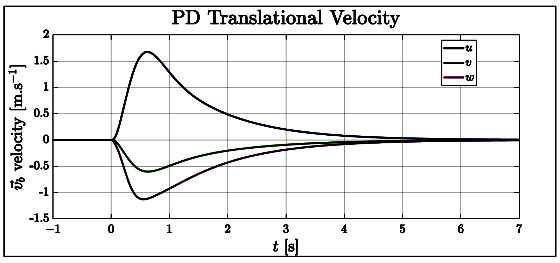 PD Translational Velocity
2
1.5
1
0.5
0
-0.5
-1
-1.5
v⃗_b velocity [m.s⁻¹]
u
v
w
-1 0 1 2 3 4 5 6 7
t [s]